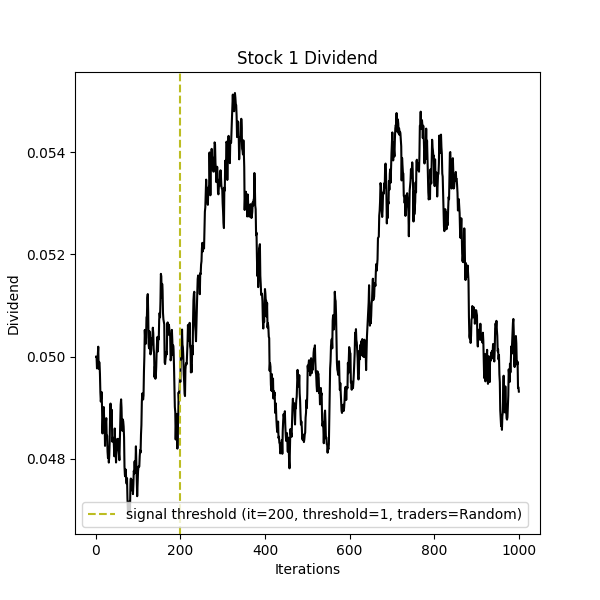 Stock 1 Dividend
0.054
0.052
0.050
0.048
Dividend
signal threshold (it=200, threshold=1, traders=Random)
0
200
400
600
800
1000
Iterations